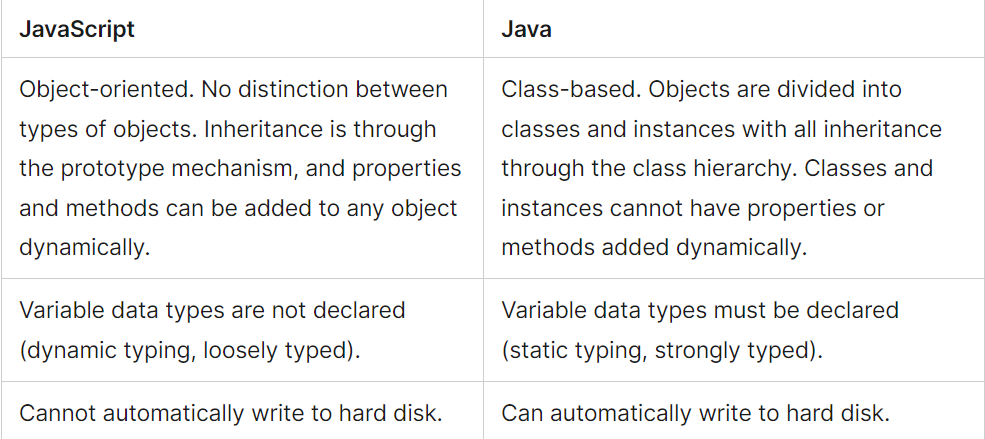 JavaScript
Java
Object-oriented. No distinction between
types of objects. Inheritance is through
the prototype mechanism, and properties
and methods can be added to any object
dynamically.
Class-based. Objects are divided into
classes and instances with all inheritance
through the class hierarchy. Classes and
instances cannot have properties or
methods added dynamically.
Variable data types are not declared
(dynamic typing, loosely typed).
Variable data types must be declared
(static typing, strongly typed).
Cannot automatically write to hard disk.
Can automatically write to hard disk.